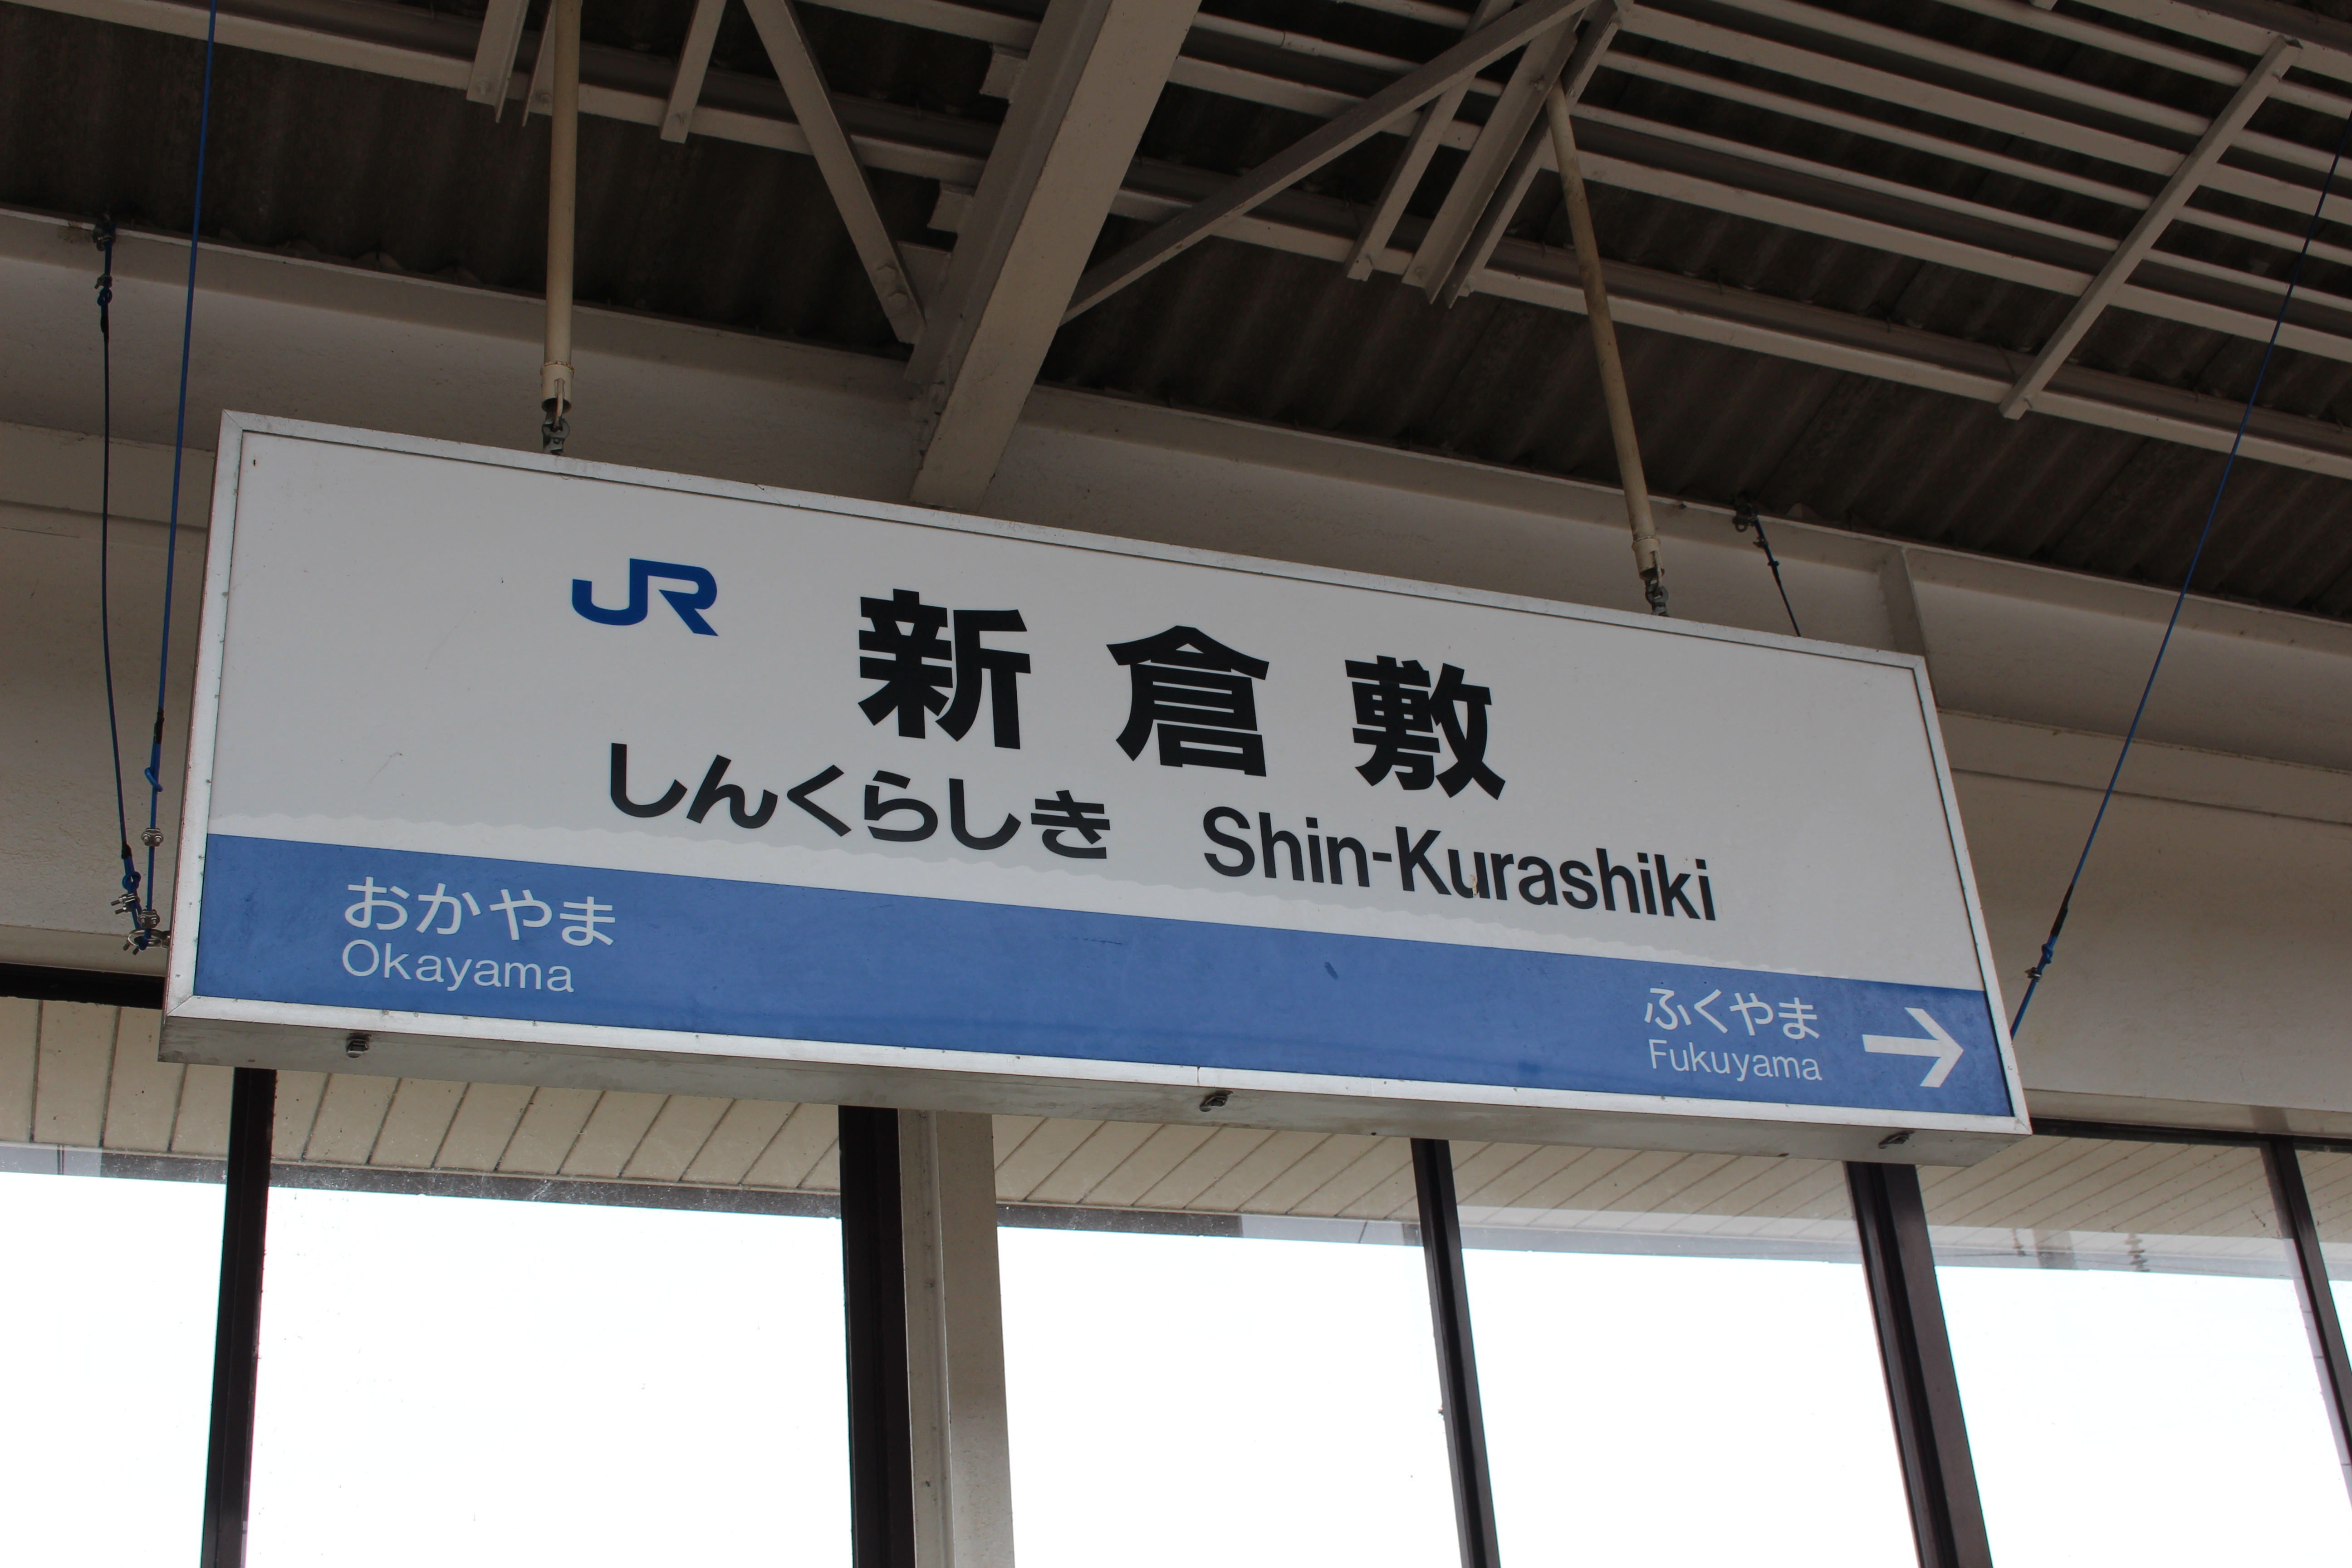 JR 新倉敷
しんくらしき Shin-Kurashiki
おかやま
Okayama
ふくやま →
Fukuyama